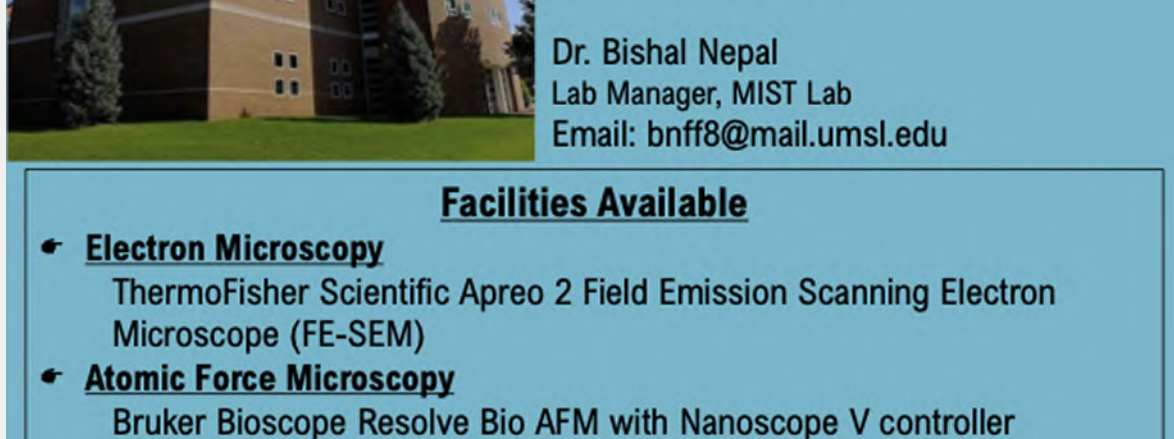 Dr. Bishal Nepal
Lab Manager, MIST Lab
Email: bnff8@mail.umsl.edu
Facilities Available
Electron Microscopy
ThermoFisher Scientific Apreo 2 Field Emission Scanning Electron
Microscope (FE-SEM)
Atomic Force Microscopy
Bruker Bioscope Resolve Bio AFM with Nanoscope V controller